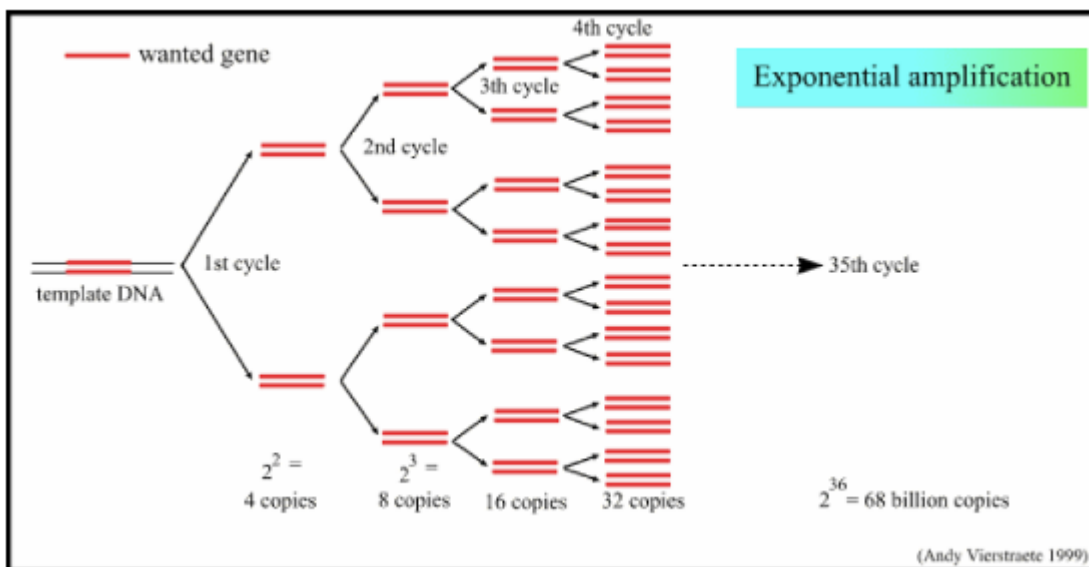 4th cycle
wanted gene
Exponential amplification
3th cycle
2nd cycle
1st cycle
35th cycle
template DNA
2² =
4 copies
2³ =
8 copies
16 copies
32 copies
2³⁶ = 68 billion copies
(Andy Vierstraete 1999)